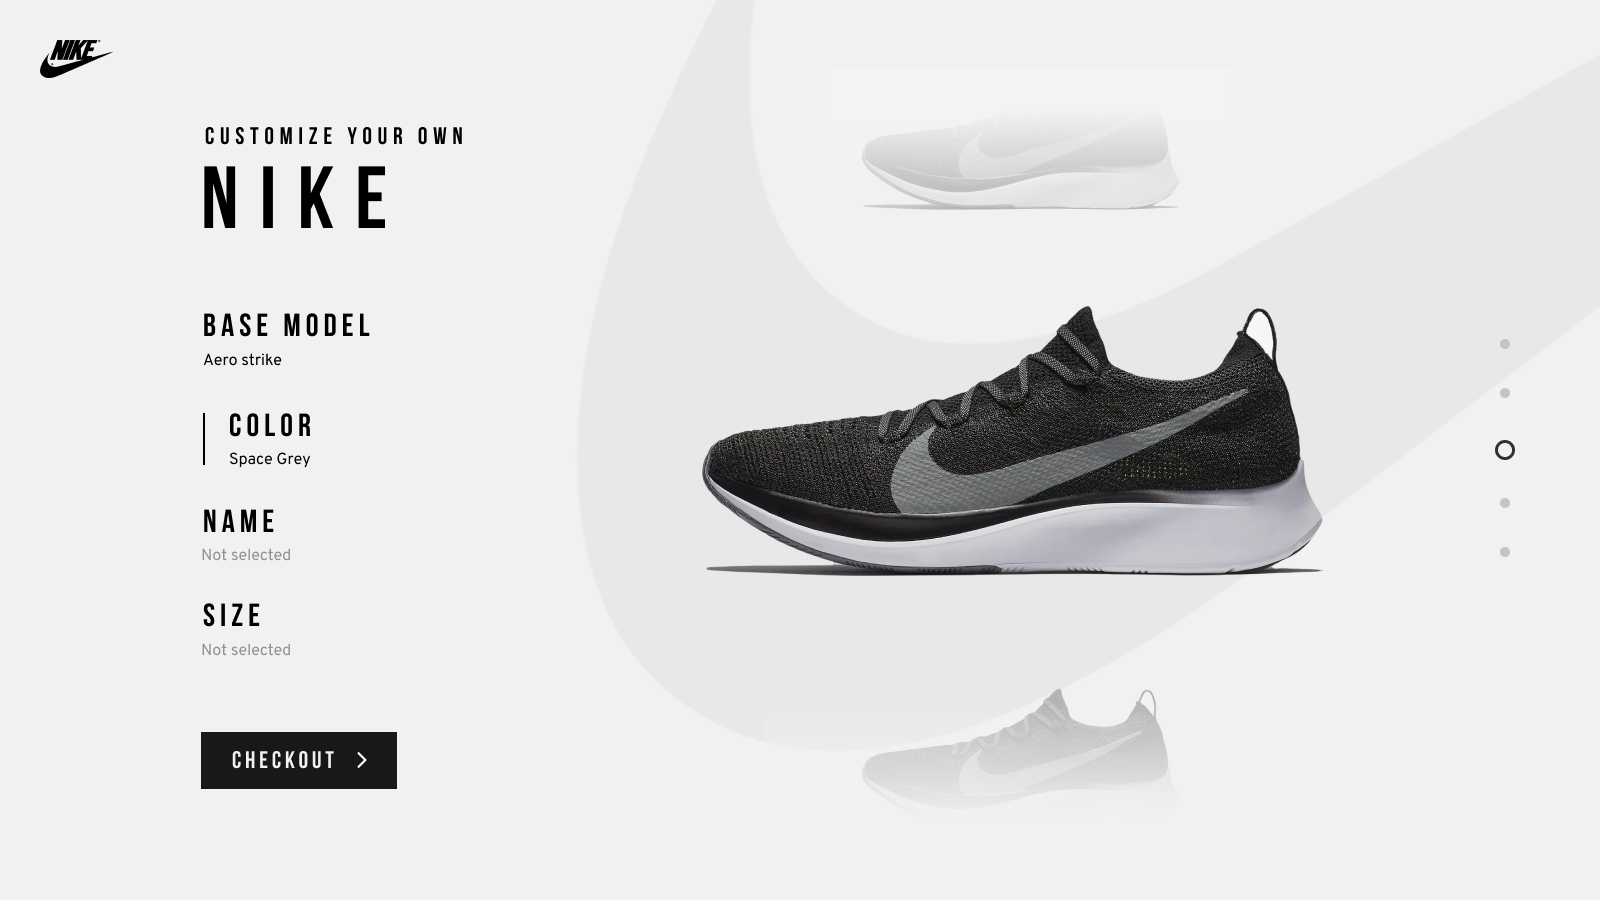 NIKE
CUSTOMIZE YOUR OWN
NIKE
BASE MODEL
Aero strike
COLOR
Space Grey
NAME
Not selected
SIZE
Not selected
CHECKOUT